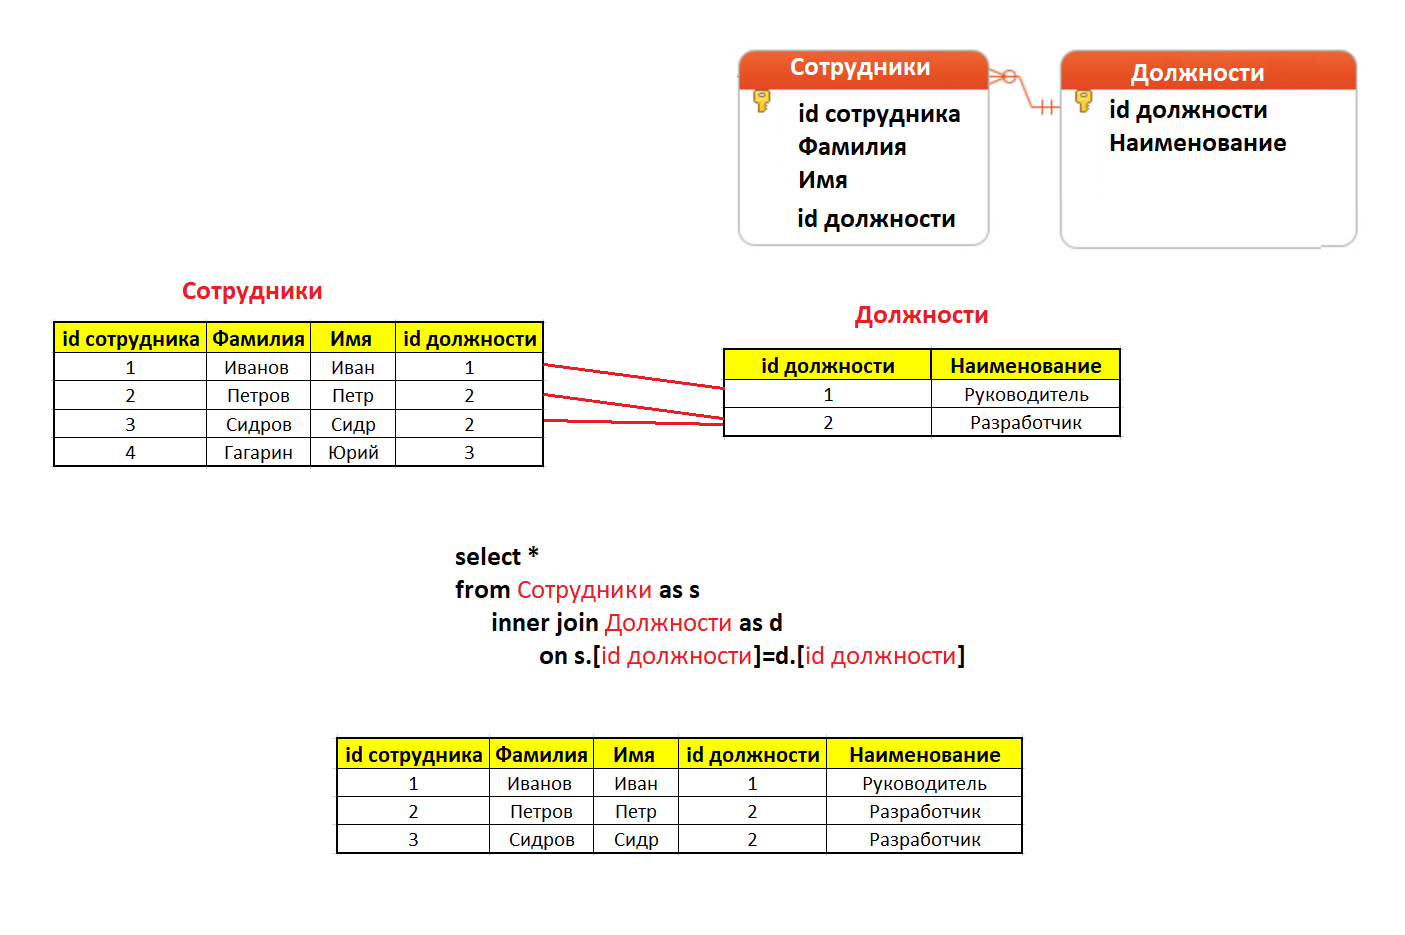 Сотрудники
id сотрудника
Фамилия
Имя
id должности
Должности
id должности
Наименование
Сотрудники
id сотрудника Фамилия Имя id должности
1 Иванов Иван 1
2 Петров Петр 2
3 Сидров Сидр 2
4 Гагарин Юрий 3
Должности
id должности Наименование
1 Руководитель
2 Разработчик
select *
from Сотрудники as s
inner join Должности as d
on s.[id должности]=d.[id должности]
id сотрудника Фамилия Имя id должности Наименование
1 Иванов Иван 1 Руководитель
2 Петров Петр 2 Разработчик
3 Сидров Сидр 2 Разработчик